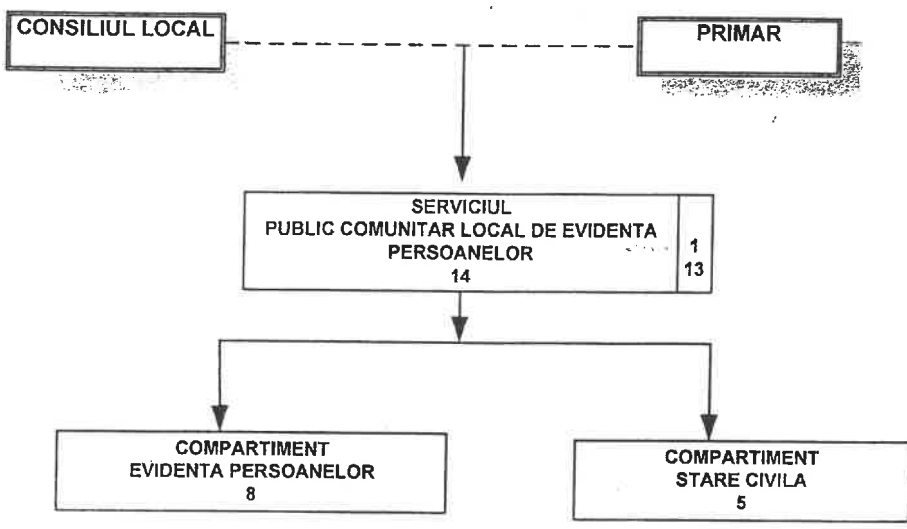 CONSILIUL LOCAL
PRIMAR
SERVICIUL
PUBLIC COMUNITAR LOCAL DE EVIDENTA
PERSOANELOR
14
1
13
COMPARTIMENT
EVIDENTA PERSOANELOR
8
COMPARTIMENT
STARE CIVILA
5